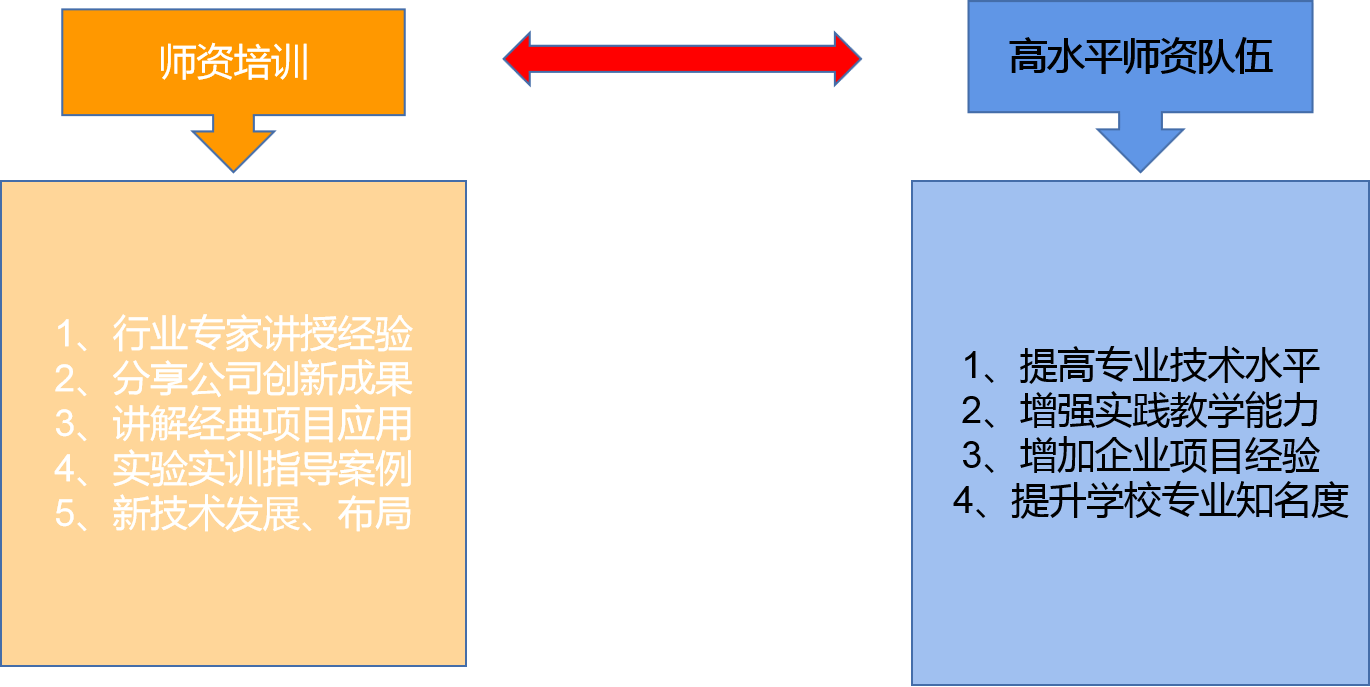 师资培训
高水平师资队伍
1、行业专家讲授经验
2、分享公司创新成果
3、讲解经典项目应用
4、实验实训指导案例
5、新技术发展、布局
1、提高专业技术水平
2、增强实践教学能力
3、增加企业项目经验
4、提升学校专业知名度